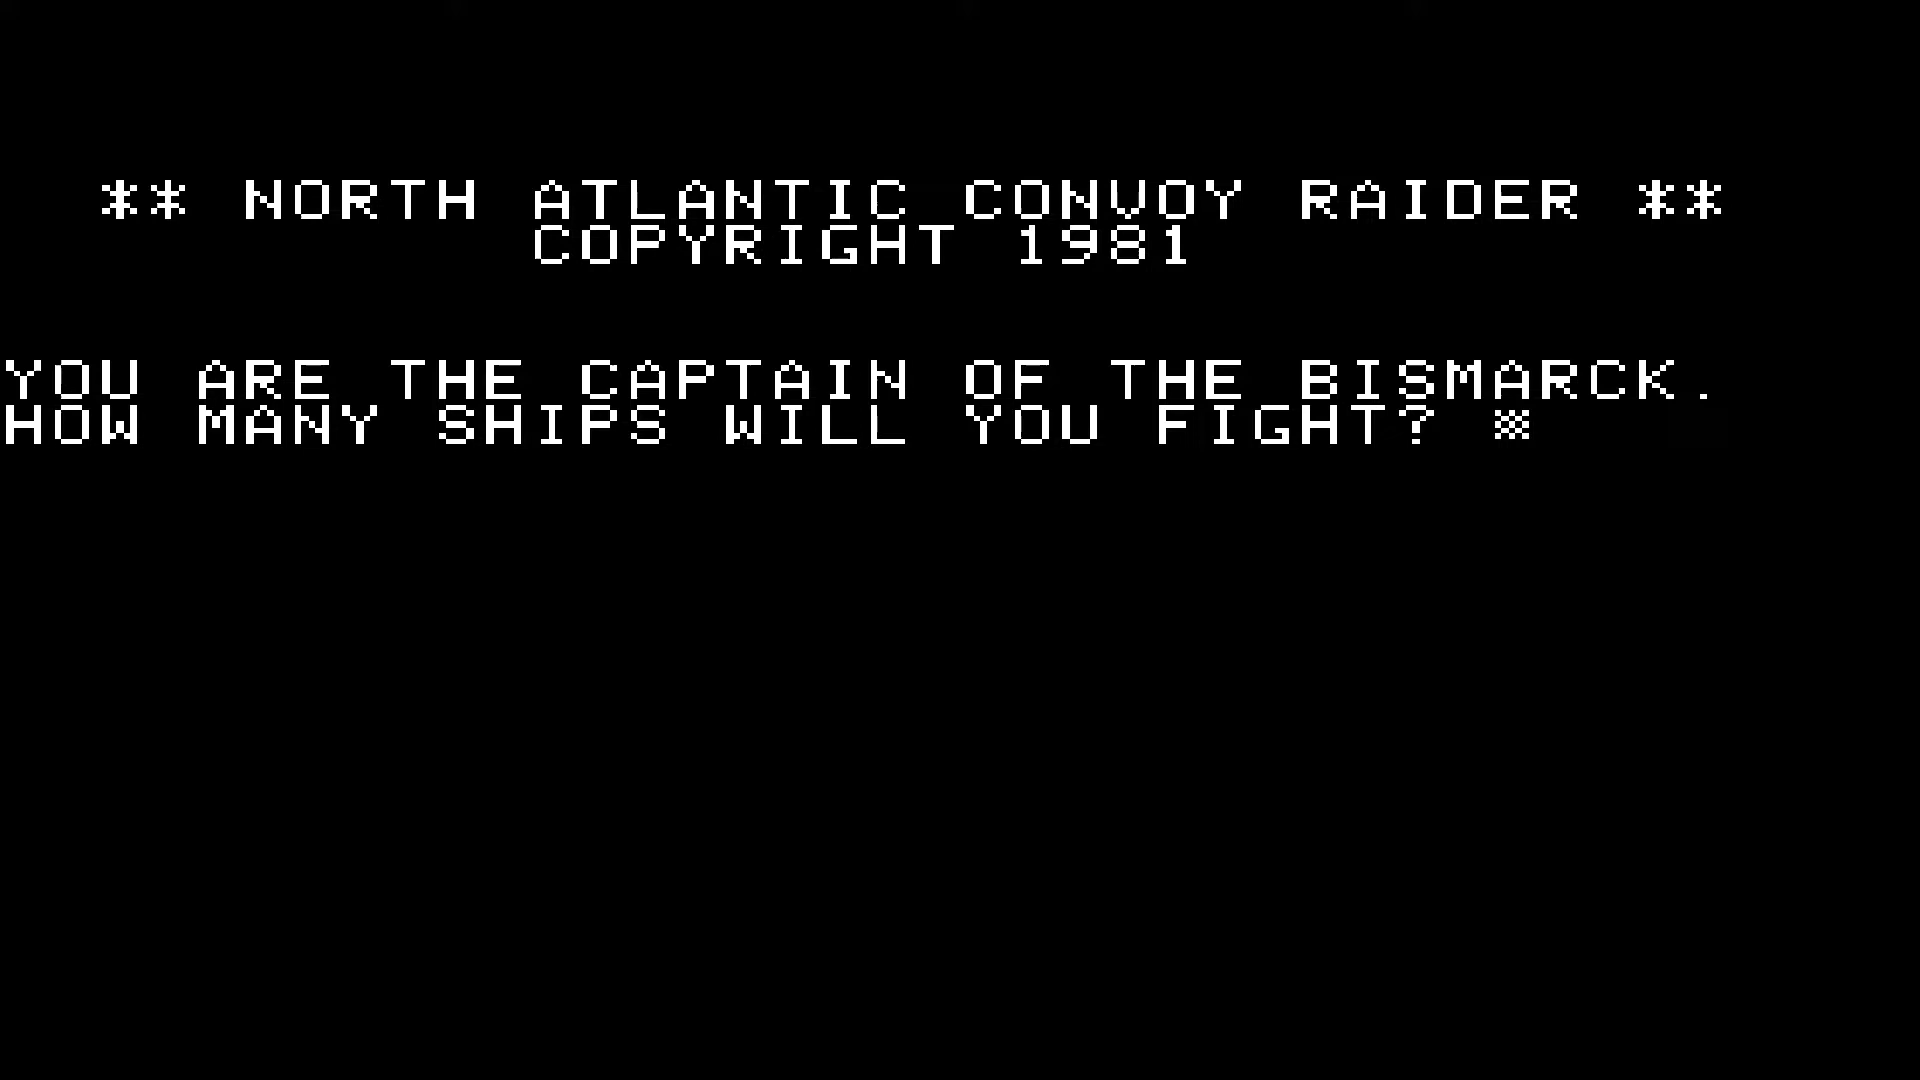 ** NORTH ATLANTIC CONVOY RAIDER **
COPYRIGHT 1981
YOU ARE THE CAPTAIN OF THE BISMARCK.
HOW MANY SHIPS WILL YOU FIGHT?